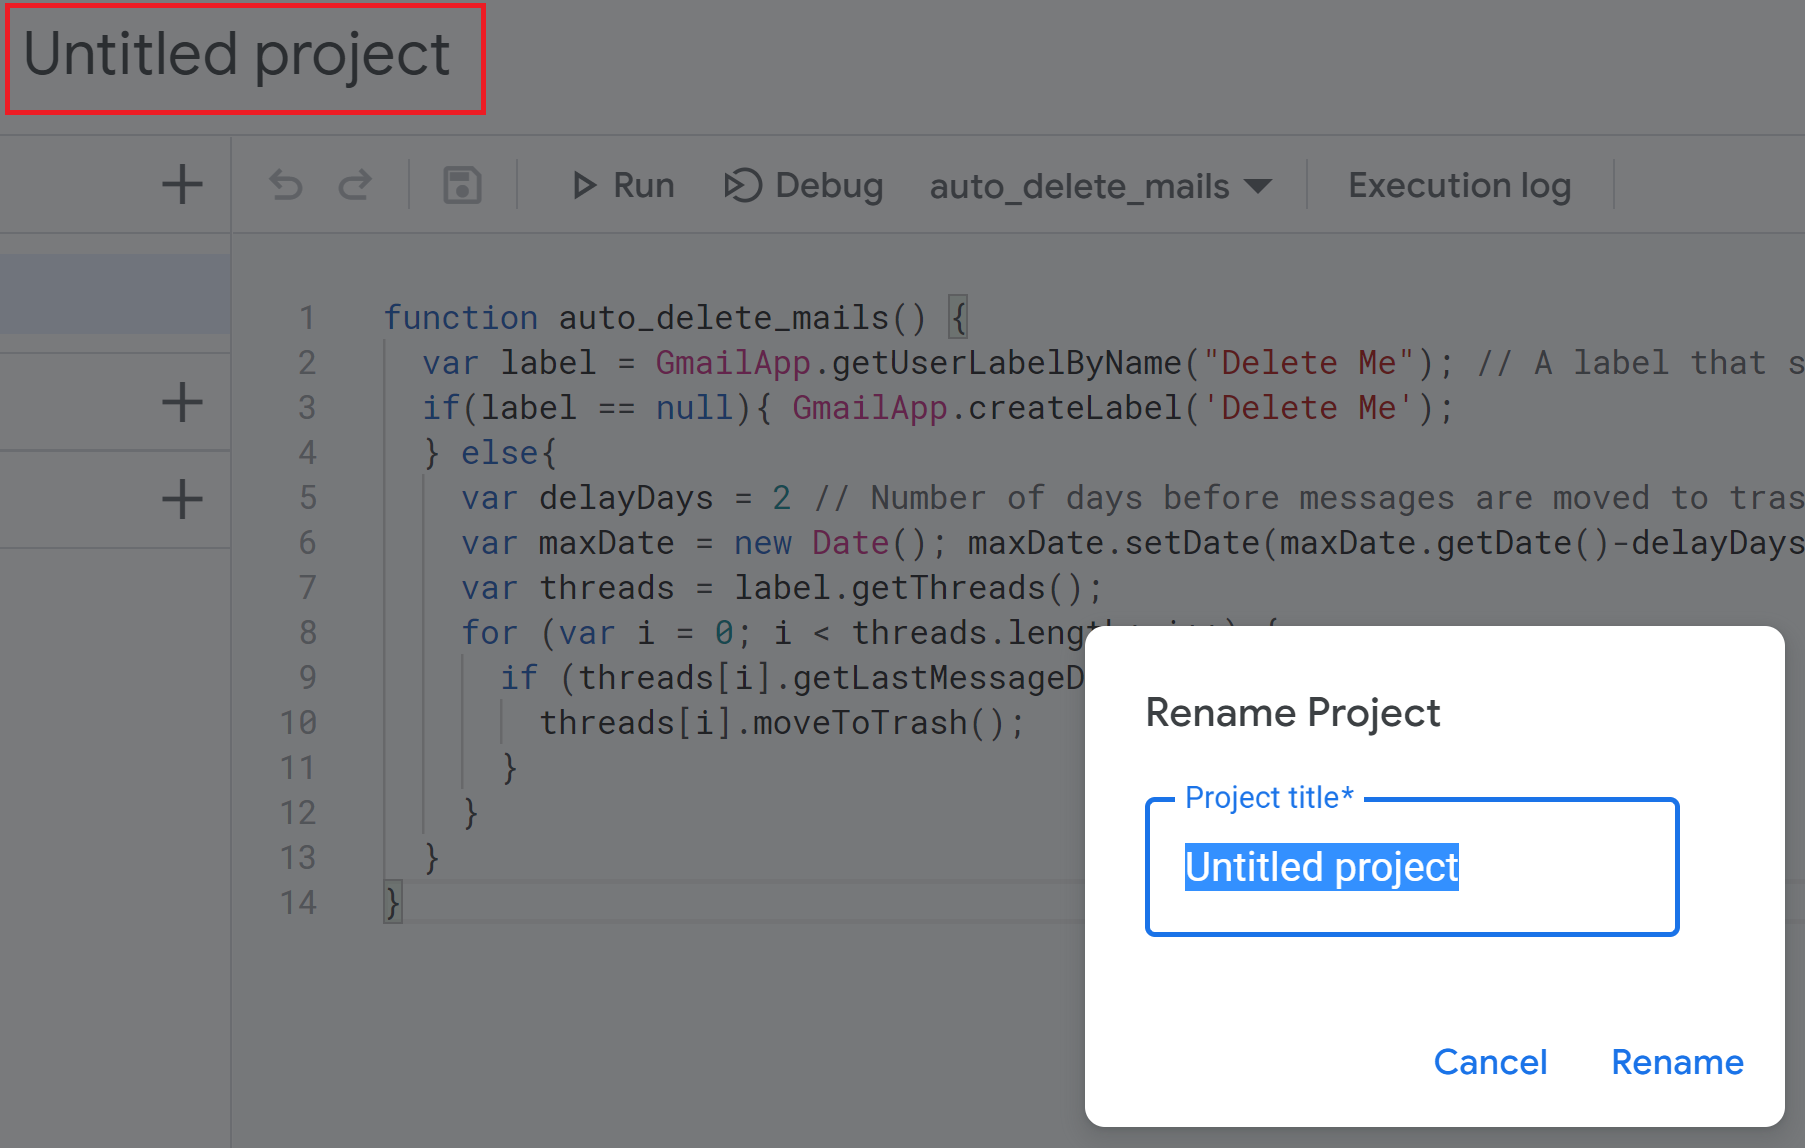 Untitled project
Run Debug auto_delete_mails Execution log
1 function auto_delete_mails() {
2 var label = GmailApp.getUserLabelByName("Delete Me"); // A label that s
3 if(label == null){ GmailApp.createLabel('Delete Me');
4 } else{
5 var delayDays = 2 // Number of days before messages are moved to tras
6 var maxDate = new Date(); maxDate.setDate(maxDate.getDate()-delayDays
7 var threads = label.getThreads();
8 for (var i = 0; i < threads.length
9 if (threads[i].getLastMessageD
10 threads[i].moveToTrash();
11 }
12 }
13 }
14 }
Rename Project
Project title*
Untitled project
Cancel Rename